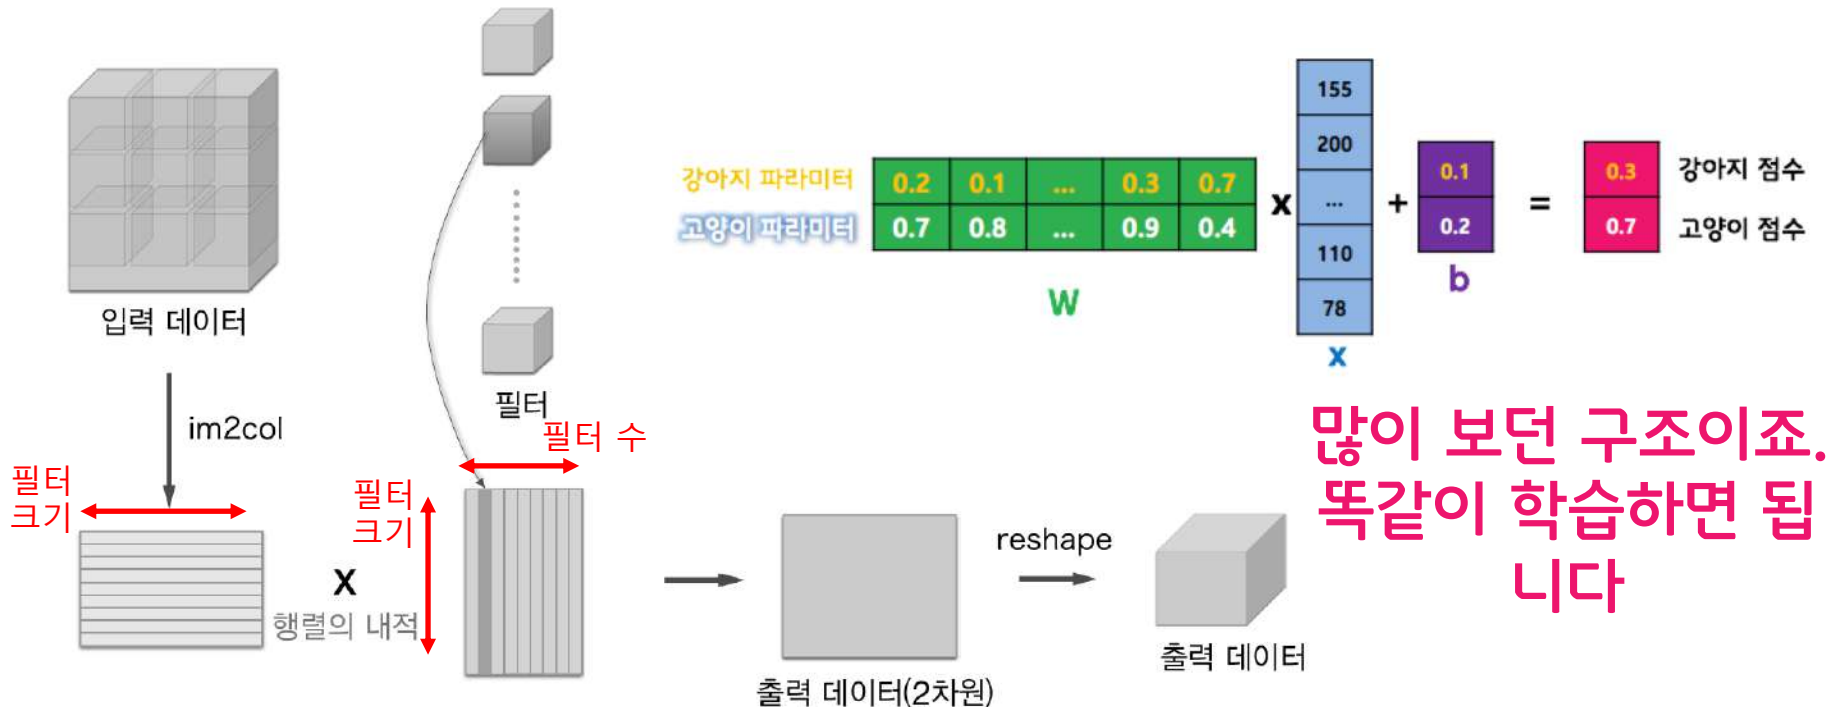 입력 데이터
im2col
필터
크기
X
행렬의 내적
필터
필터 수
필터
크기
출력 데이터(2차원)
reshape
출력 데이터
강아지 파라미터
0.2 0.1 ... 0.3 0.7
고양이 파라미터
0.7 0.8 ... 0.9 0.4
W
x
155
200
...
110
78
x
+
0.1
0.2
b
=
0.3 강아지 점수
0.7 고양이 점수
많이 보던 구조이죠.
똑같이 학습하면 됩
니다